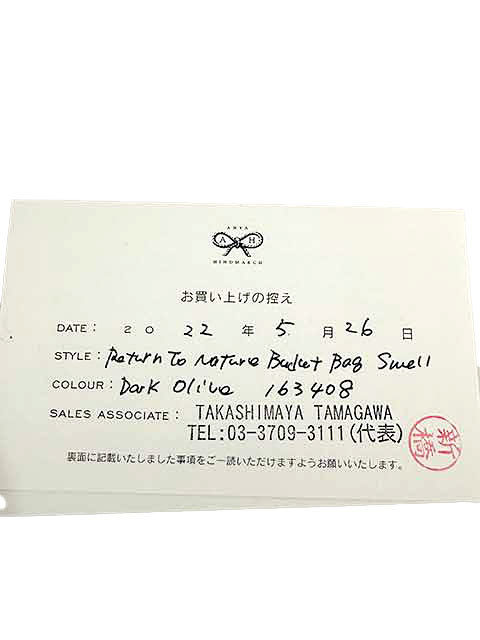 ANYA
A H
HINDMARCH
お買い上げの控え
DATE: 20 22 年 5 月 26 日
STYLE: Return To Nature Bucket Bag Small
COLOUR: Dark Olive 163408
SALES ASSOCIATE: TAKASHIMAYA TAMAGAWA
TEL:03-3709-3111(代表)
新橋
裏面に記載いたしました事項をご一読いただけますようお願いいたします。